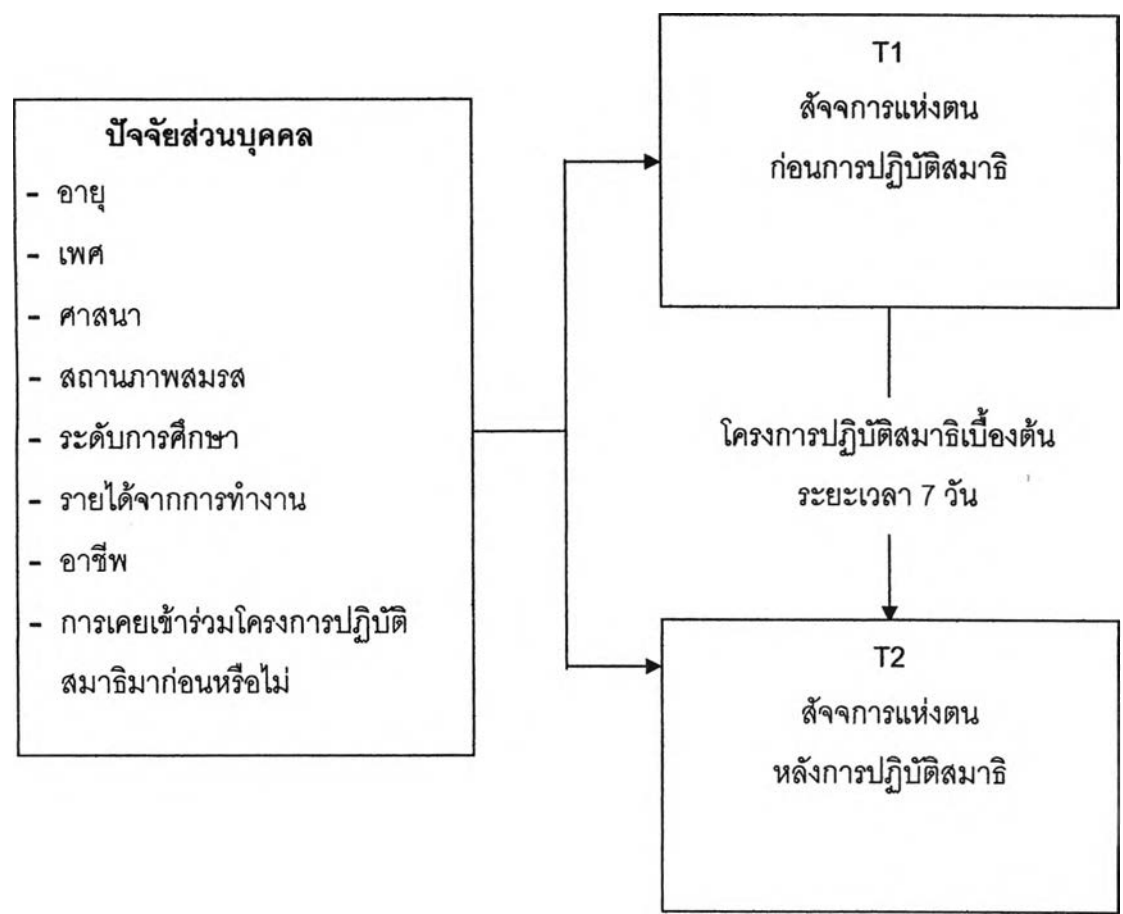 ปัจจัยส่วนบุคคล
- อายุ
- เพศ
- ศาสนา
- สถานภาพสมรส
- ระดับการศึกษา
- รายได้จากการทำงาน
- อาชีพ
- การเคยเข้าร่วมโครงการปฏิบัติ
สมาธิมาก่อนหรือไม่
T1
สัจจการแห่งตน
ก่อนการปฏิบัติสมาธิ
โครงการปฏิบัติสมาธิเบื้องต้น
ระยะเวลา 7 วัน
T2
สัจจการแห่งตน
หลังการปฏิบัติสมาธิ